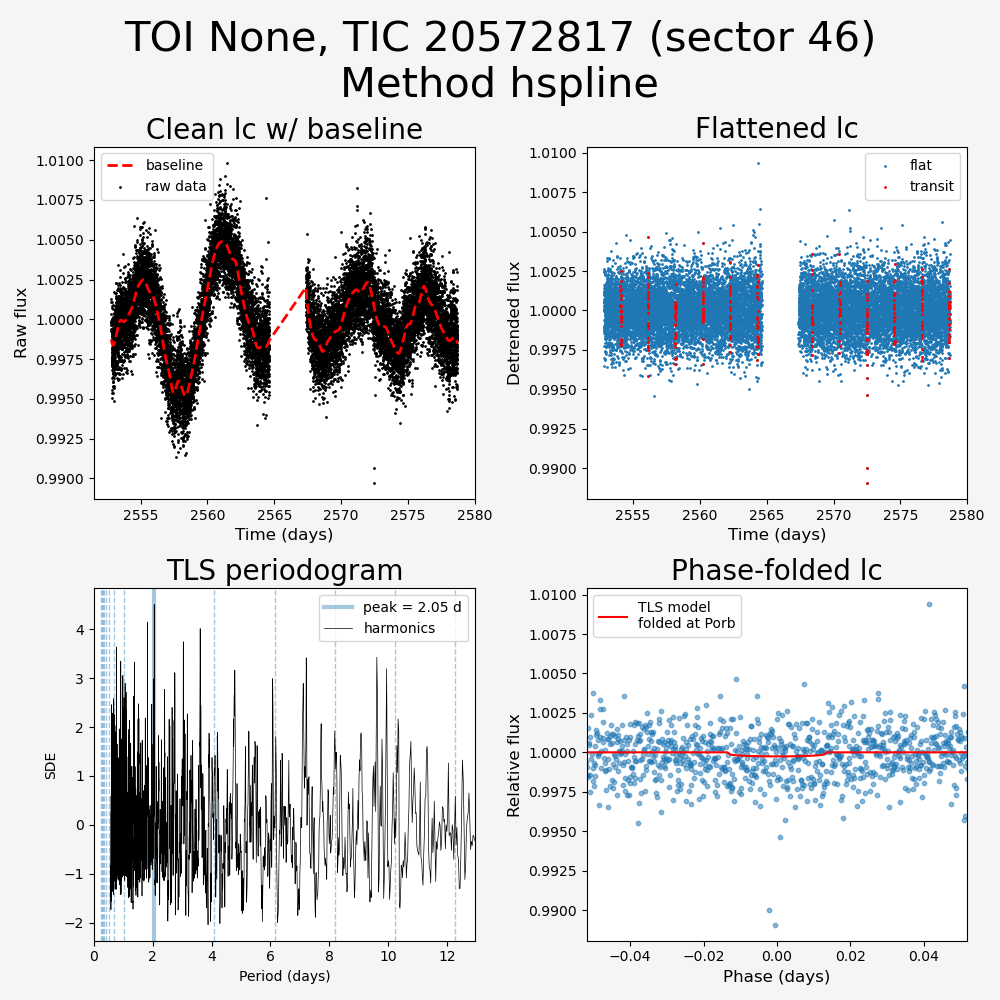 TOI None, TIC 20572817 (sector 46)
Method hspline
Clean lc w/ baseline
Flattened lc
baseline
raw data
flat
transit
1.0100
1.0075
1.0050
1.0025
1.0000
0.9975
0.9950
0.9925
0.9900
Raw flux
2555
2560
2565
2570
2575
2580
Time (days)
1.0100
1.0075
1.0050
1.0025
1.0000
0.9975
0.9950
0.9925
0.9900
Detrended flux
2555
2560
2565
2570
2575
2580
Time (days)
TLS periodogram
Phase-folded lc
peak = 2.05 d
harmonics
TLS model
folded at Porb
4
3
2
1
0
−1
−2
SDE
0
2
4
6
8
10
12
Period (days)
1.0100
1.0075
1.0050
1.0025
1.0000
0.9975
0.9950
0.9925
0.9900
Relative flux
−0.04
−0.02
0.00
0.02
0.04
Phase (days)